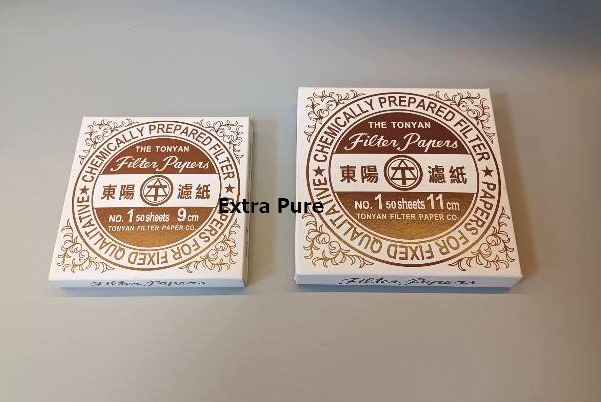 CHEMICALLY PREPARED FILTER
THE TONYAN
Filter Papers
東陽 濾紙
NO. 1 50 sheets 9 cm
TONYAN FILTER PAPER CO.
PAPERS FOR FIXED QUALITATIVE
Filter Papers
Extra Pure
CHEMICALLY PREPARED FILTER
THE TONYAN
Filter Papers
東陽 濾紙
NO. 1 50 sheets 11 cm
TONYAN FILTER PAPER CO.
PAPERS FOR FIXED QUALITATIVE
Filter Papers